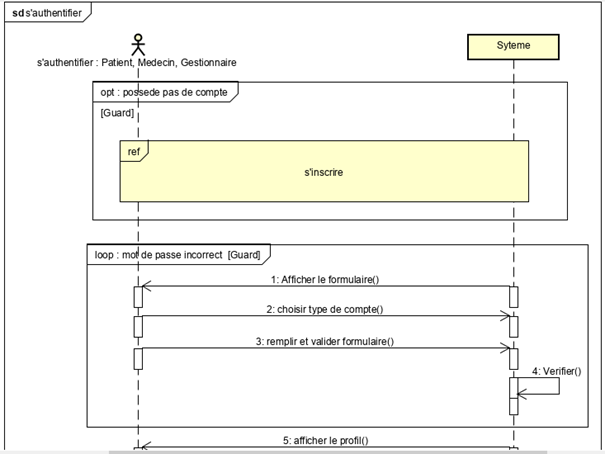 sd s'authentifier
s'authentifier : Patient, Medecin, Gestionnaire
Syteme
opt : possede pas de compte
[Guard]
ref
s'inscrire
loop : mot de passe incorrect [Guard]
1: Afficher le formulaire()
2: choisir type de compte()
3: remplir et valider formulaire()
4: Verifier()
5: afficher le profil()